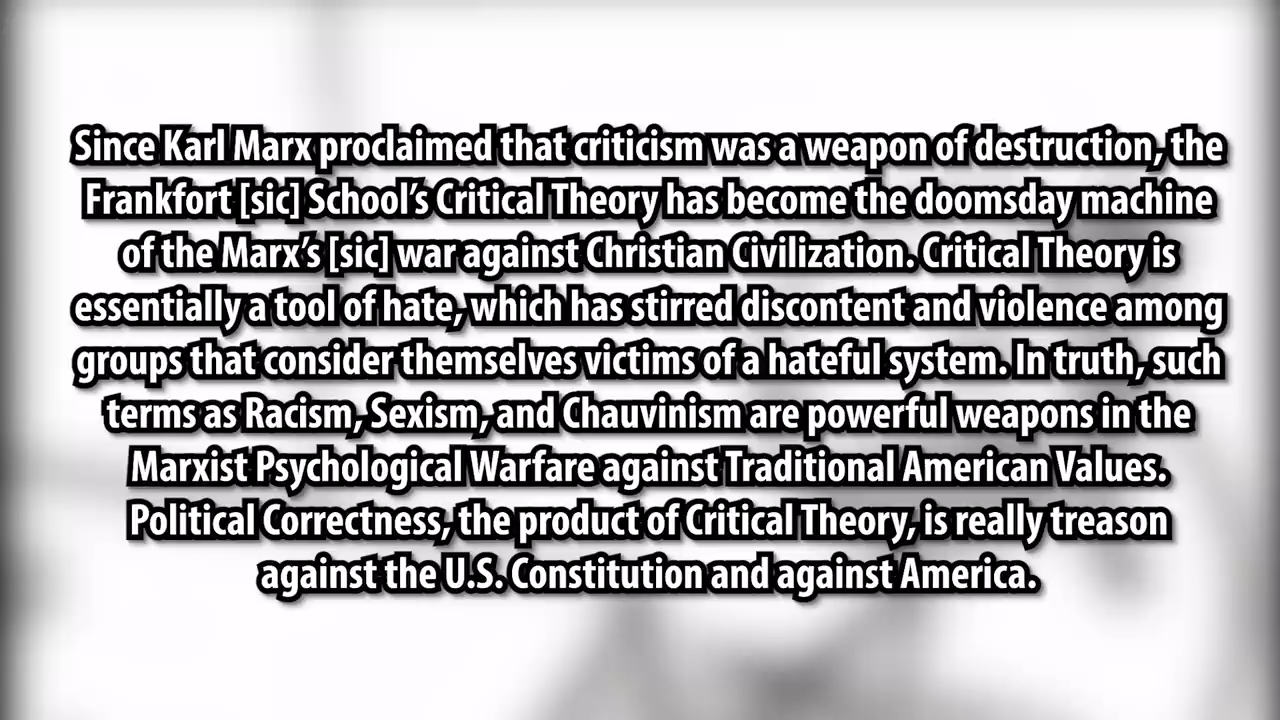 Since Karl Marx proclaimed that criticism was a weapon of destruction, the
Frankfort [sic] School's Critical Theory has become the doomsday machine
of the Marx's [sic] war against Christian Civilization. Critical Theory is
essentially a tool of hate, which has stirred discontent and violence among
groups that consider themselves victims of a hateful system. In truth, such
terms as Racism, Sexism, and Chauvinism are powerful weapons in the
Marxist Psychological Warfare against Traditional American Values.
Political Correctness, the product of Critical Theory, is really treason
against the U.S. Constitution and against America.